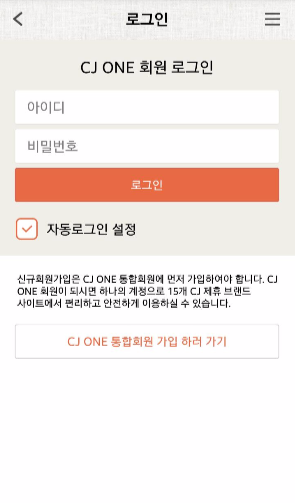 로그인
CJ ONE 회원 로그인
아이디
비밀번호
로그인
자동로그인 설정
신규회원가입은 CJ ONE 통합회원에 먼저 가입하여야 합니다. CJ
ONE 회원이 되시면 하나의 계정으로 15개 CJ 제휴 브랜드
사이트에서 편리하고 안전하게 이용하실 수 있습니다.
CJ ONE 통합회원 가입 하러 가기